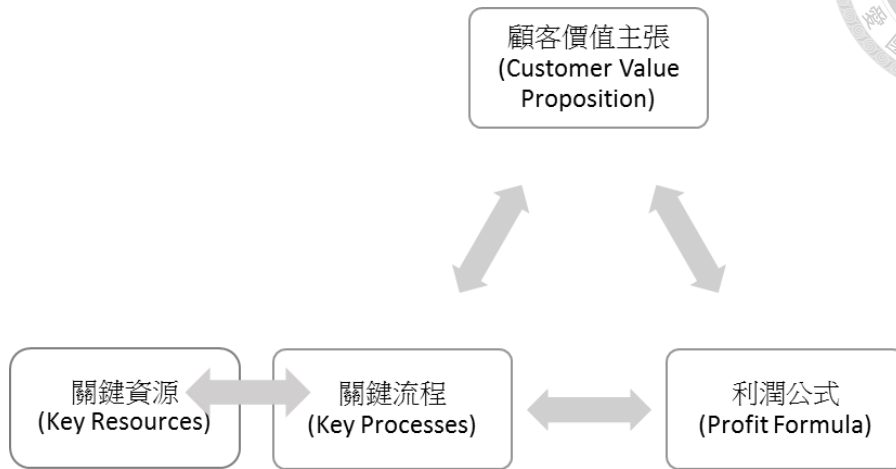 顧客價值主張
(Customer Value
Proposition)
關鍵資源
(Key Resources)
關鍵流程
(Key Processes)
利潤公式
(Profit Formula)